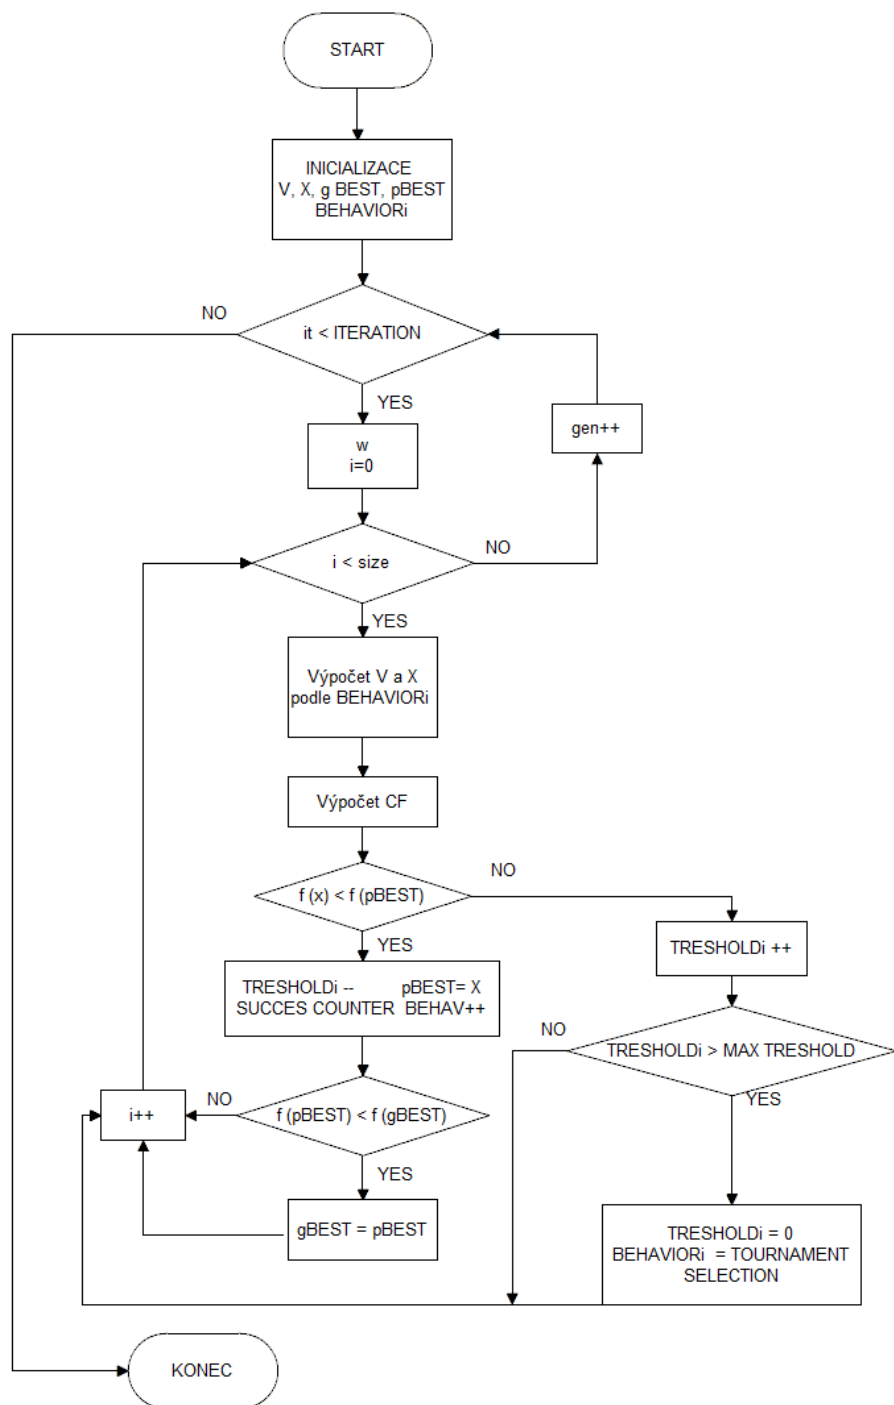 START
INICIALIZACE
V, X, g BEST, pBEST
BEHAVIORi
NO
it < ITERATION
YES
gen++
w
i=0
NO
i < size
YES
Výpočet V a X
podle BEHAVIORi
Výpočet CF
NO
f (x) < f (pBEST)
YES
TRESHOLDi ++
TRESHOLDi -- pBEST= X
SUCCES COUNTER BEHAV++
NO
TRESHOLDi > MAX TRESHOLD
YES
i++
NO
f (pBEST) < f (gBEST)
YES
gBEST = pBEST
TRESHOLDi = 0
BEHAVIORi = TOURNAMENT
SELECTION
KONEC